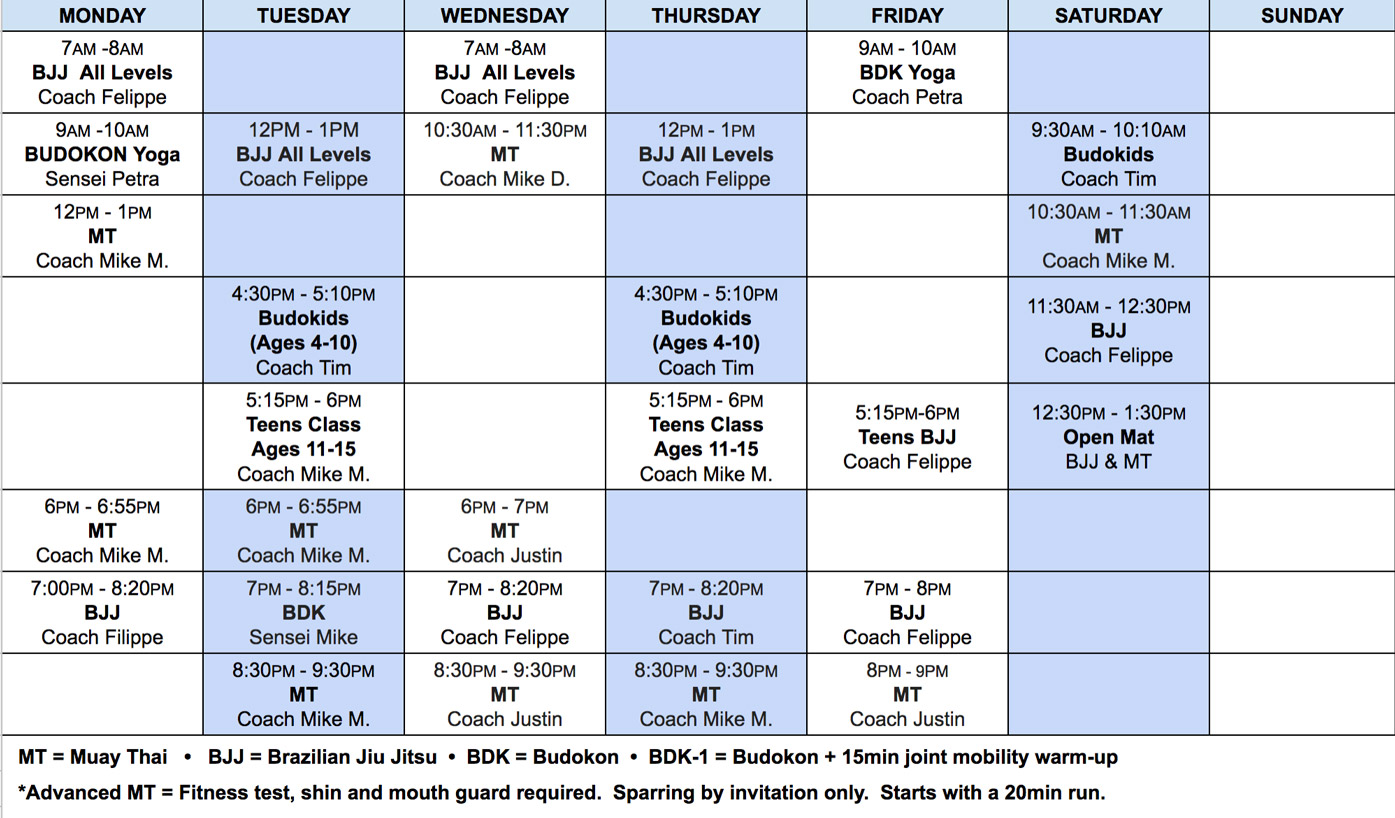 MONDAY TUESDAY WEDNESDAY THURSDAY FRIDAY SATURDAY SUNDAY
7AM -8AM
BJJ All Levels
Coach Felippe
7AM -8AM
BJJ All Levels
Coach Felippe
9AM - 10AM
BDK Yoga
Coach Petra
9AM -10AM
BUDOKON Yoga
Sensei Petra
12PM - 1PM
BJJ All Levels
Coach Felippe
10:30AM - 11:30PM
MT
Coach Mike D.
12PM - 1PM
BJJ All Levels
Coach Felippe
9:30AM - 10:10AM
Budokids
Coach Tim
12PM - 1PM
MT
Coach Mike M.
10:30AM - 11:30AM
MT
Coach Mike M.
4:30PM - 5:10PM
Budokids
(Ages 4-10)
Coach Tim
4:30PM - 5:10PM
Budokids
(Ages 4-10)
Coach Tim
11:30AM - 12:30PM
BJJ
Coach Felippe
5:15PM - 6PM
Teens Class
Ages 11-15
Coach Mike M.
5:15PM - 6PM
Teens Class
Ages 11-15
Coach Mike M.
5:15PM-6PM
Teens BJJ
Coach Felippe
12:30PM - 1:30PM
Open Mat
BJJ & MT
6PM - 6:55PM
MT
Coach Mike M.
6PM - 6:55PM
MT
Coach Mike M.
6PM - 7PM
MT
Coach Justin
7:00PM - 8:20PM
BJJ
Coach Filippe
7PM - 8:15PM
BDK
Sensei Mike
7PM - 8:20PM
BJJ
Coach Felippe
7PM - 8:20PM
BJJ
Coach Tim
7PM - 8PM
BJJ
Coach Felippe
8:30PM - 9:30PM
MT
Coach Mike M.
8:30PM - 9:30PM
MT
Coach Justin
8:30PM - 9:30PM
MT
Coach Mike M.
8PM - 9PM
MT
Coach Justin
MT = Muay Thai • BJJ = Brazilian Jiu Jitsu • BDK = Budokon • BDK-1 = Budokon + 15min joint mobility warm-up
*Advanced MT = Fitness test, shin and mouth guard required. Sparring by invitation only. Starts with a 20min run.